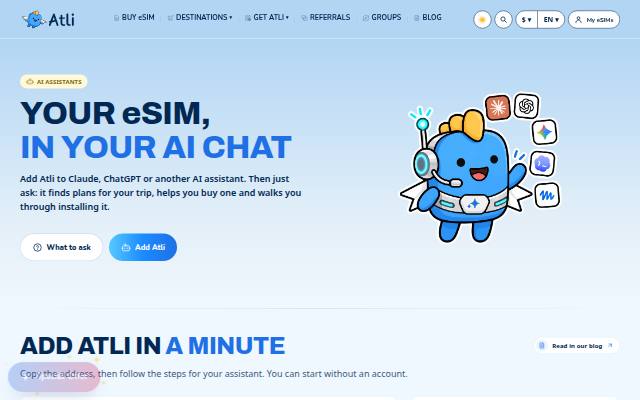 Atli
BUY eSIM
DESTINATIONS ▾
GET ATLI ▾
REFERRALS
GROUPS
BLOG
$ ▾
EN ▾
My eSIMs
AI ASSISTANTS
YOUR eSIM,
IN YOUR AI CHAT
Add Atli to Claude, ChatGPT or another AI assistant. Then just
ask: it finds plans for your trip, helps you buy one and walks you
through installing it.
What to ask
Add Atli
ADD ATLI IN A MINUTE
Read in our blog
Copy the address, then follow the steps for your assistant. You can start without an account.